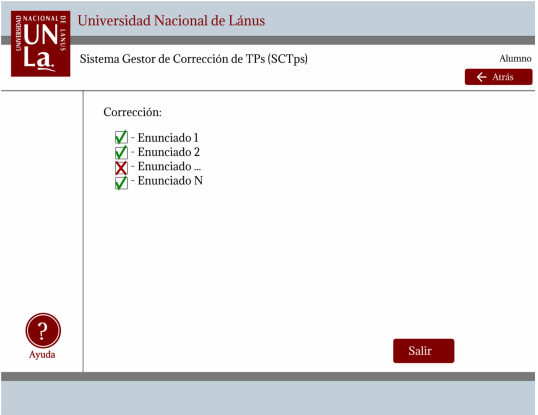 UNIVERSIDAD NACIONAL DE LANUS
UNLa.
Universidad Nacional de Lánus
Sistema Gestor de Corrección de TPs (SCTps)
Alumno
Atrás
Corrección:
- Enunciado 1
- Enunciado 2
- Enunciado ...
- Enunciado N
?
Ayuda
Salir